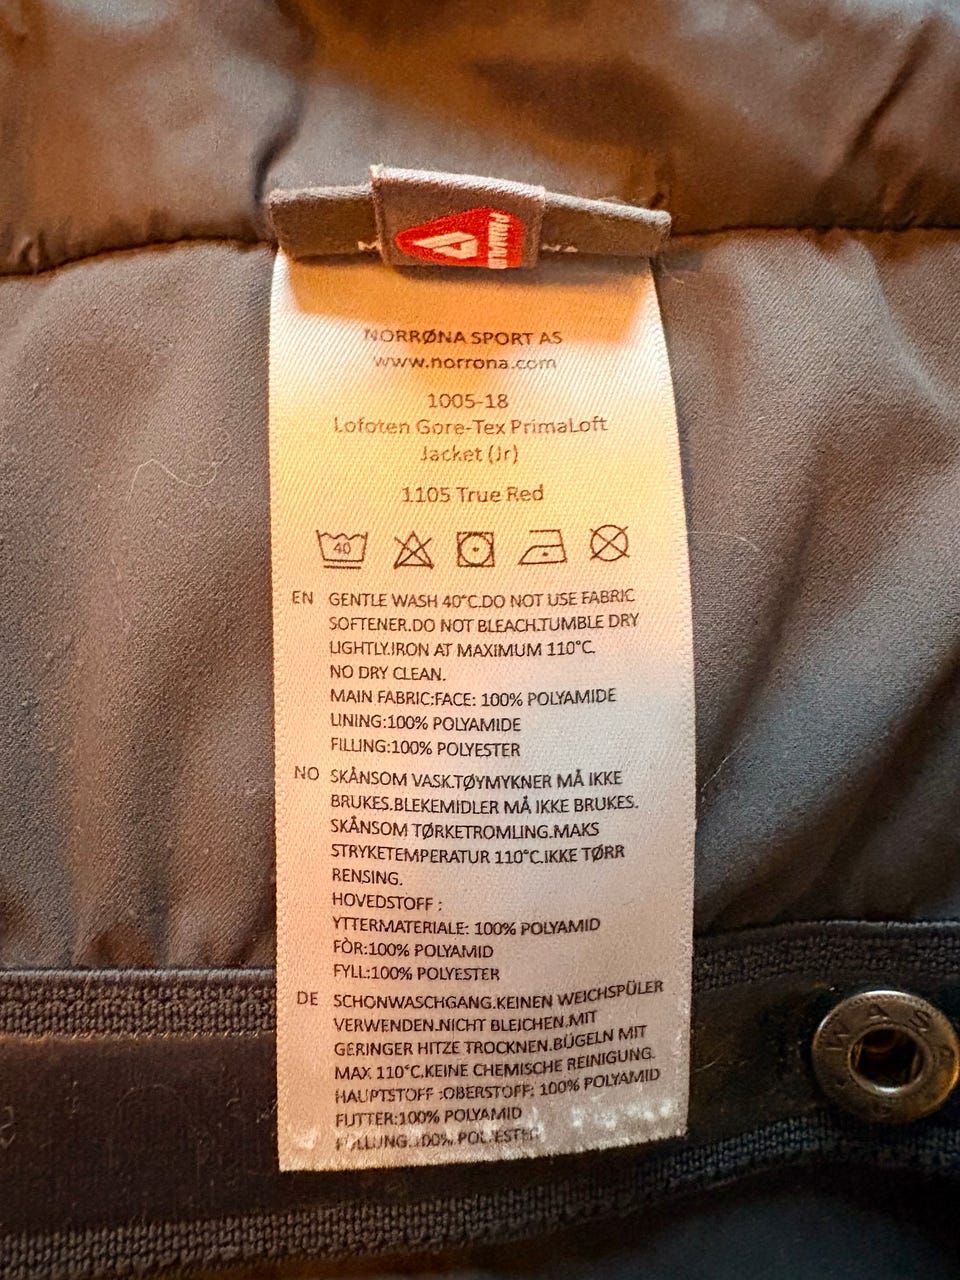 NORRØNA SPORT AS
www.norrona.com
1005-18
Lofoten Gore-Tex PrimaLoft
Jacket (Jr)
1105 True Red
40
EN GENTLE WASH 40°C.DO NOT USE FABRIC
SOFTENER.DO NOT BLEACH.TUMBLE DRY
LIGHTLY.IRON AT MAXIMUM 110°C.
NO DRY CLEAN.
MAIN FABRIC:FACE: 100% POLYAMIDE
LINING:100% POLYAMIDE
FILLING:100% POLYESTER
NO SKÅNSOM VASK.TØYMYKNER MÅ IKKE
BRUKES.BLEKEMIDLER MÅ IKKE BRUKES.
SKÅNSOM TØRKETROMLING.MAKS
STRYKETEMPERATUR 110°C.IKKE TØRR
RENSING.
HOVEDSTOFF :
YTTERMATERIALE: 100% POLYAMID
FÒR:100% POLYAMID
FYLL:100% POLYESTER
DE SCHONWASCHGANG.KEINEN WEICHSPÜLER
VERWENDEN.NICHT BLEICHEN.MIT
GERINGER HITZE TROCKNEN.BÜGELN MIT
MAX 110°C.KEINE CHEMISCHE REINIGUNG.
HAUPTSTOFF :OBERSTOFF: 100% POLYAMID
FUTTER:100% POLYAMID
FÜLLUNG:100% POLYESTER